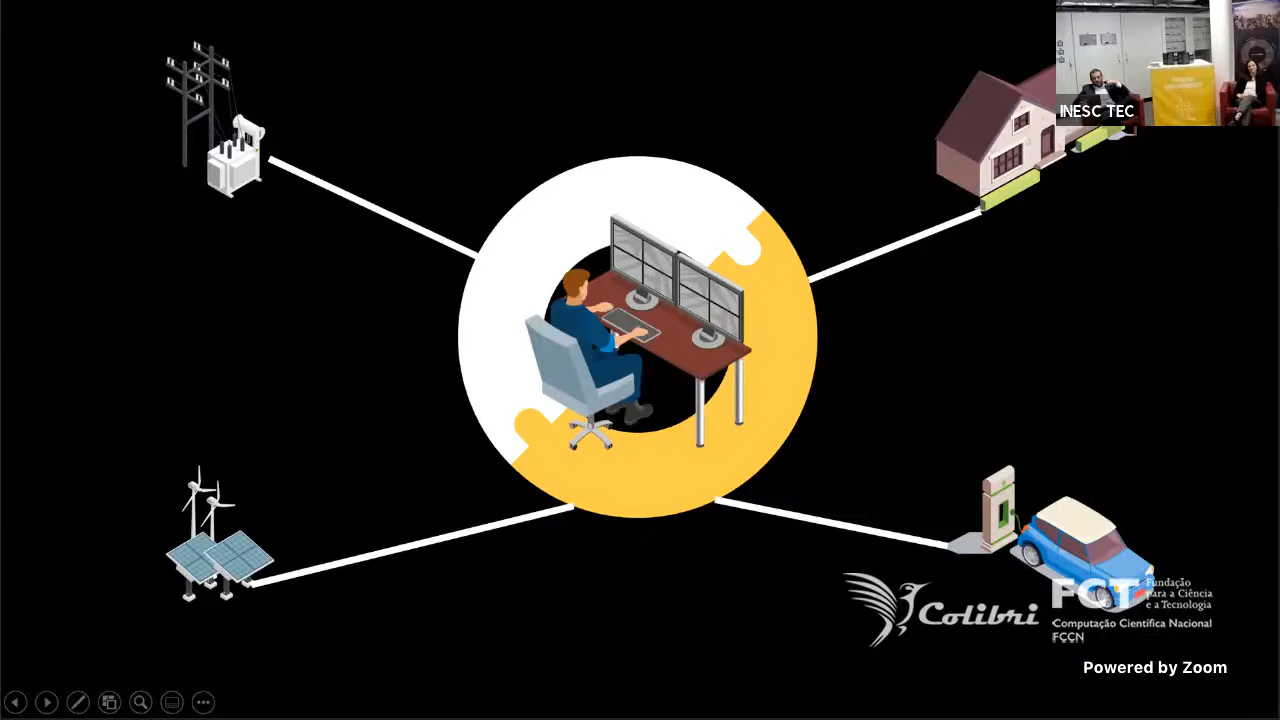 INESC TEC
Colibri
FCT
Fundação
para a Ciência
e a Tecnologia
Computação Científica Nacional
FCCN
Powered by Zoom